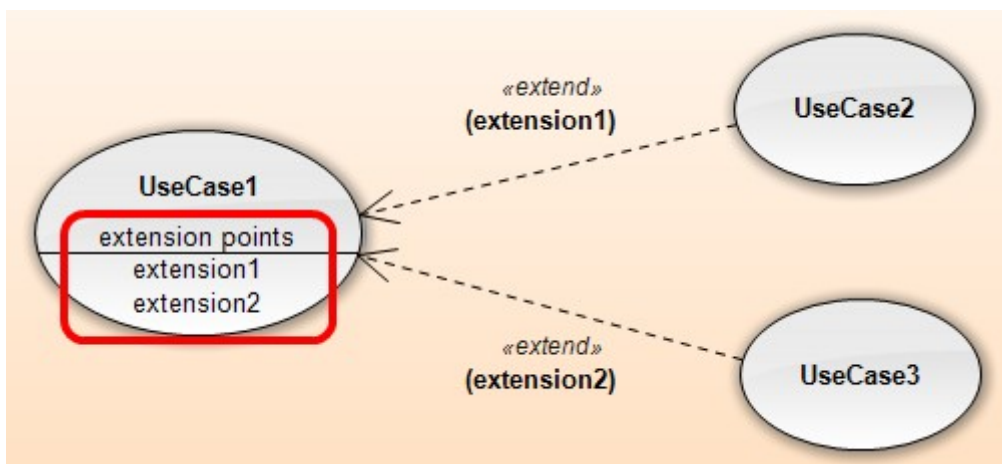 «extend»
(extension1)
UseCase2
UseCase1
extension points
extension1
extension2
«extend»
(extension2)
UseCase3